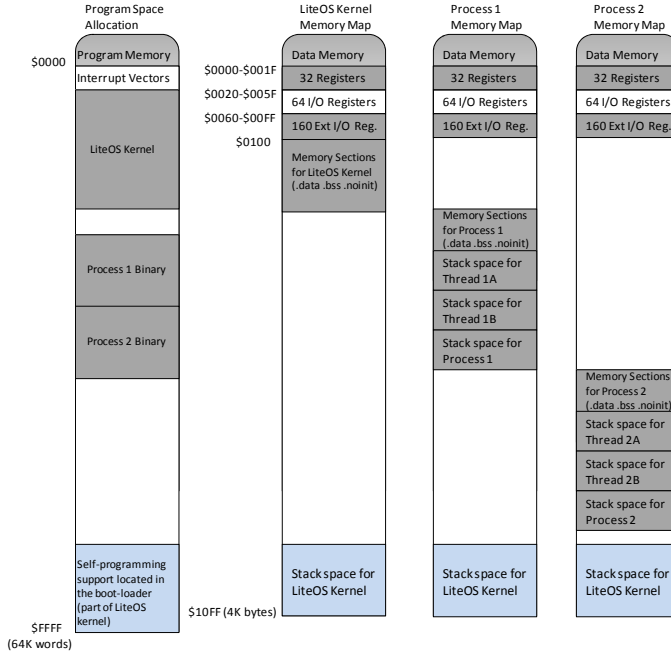 Program Space
Allocation
LiteOS Kernel
Memory Map
Process 1
Memory Map
Process 2
Memory Map
$0000
Program Memory
Interrupt Vectors
LiteOS Kernel
Process 1 Binary
Process 2 Binary
Self-programming
support located in
the boot-loader
(part of LiteOS
kernel)
$FFFF
(64K words)
$0000-$001F
$0020-$005F
$0060-$00FF
$0100
$10FF (4K bytes)
Data Memory
32 Registers
64 I/O Registers
160 Ext I/O Reg.
Memory Sections
for LiteOS Kernel
(.data .bss .noinit)
Stack space for
LiteOS Kernel
Data Memory
32 Registers
64 I/O Registers
160 Ext I/O Reg.
Memory Sections
for Process 1
(.data .bss .noinit)
Stack space for
Thread 1A
Stack space for
Thread 1B
Stack space for
Process 1
Stack space for
LiteOS Kernel
Data Memory
32 Registers
64 I/O Registers
160 Ext I/O Reg.
Memory Sections
for Process 2
(.data .bss .noinit)
Stack space for
Thread 2A
Stack space for
Thread 2B
Stack space for
Process 2
Stack space for
LiteOS Kernel